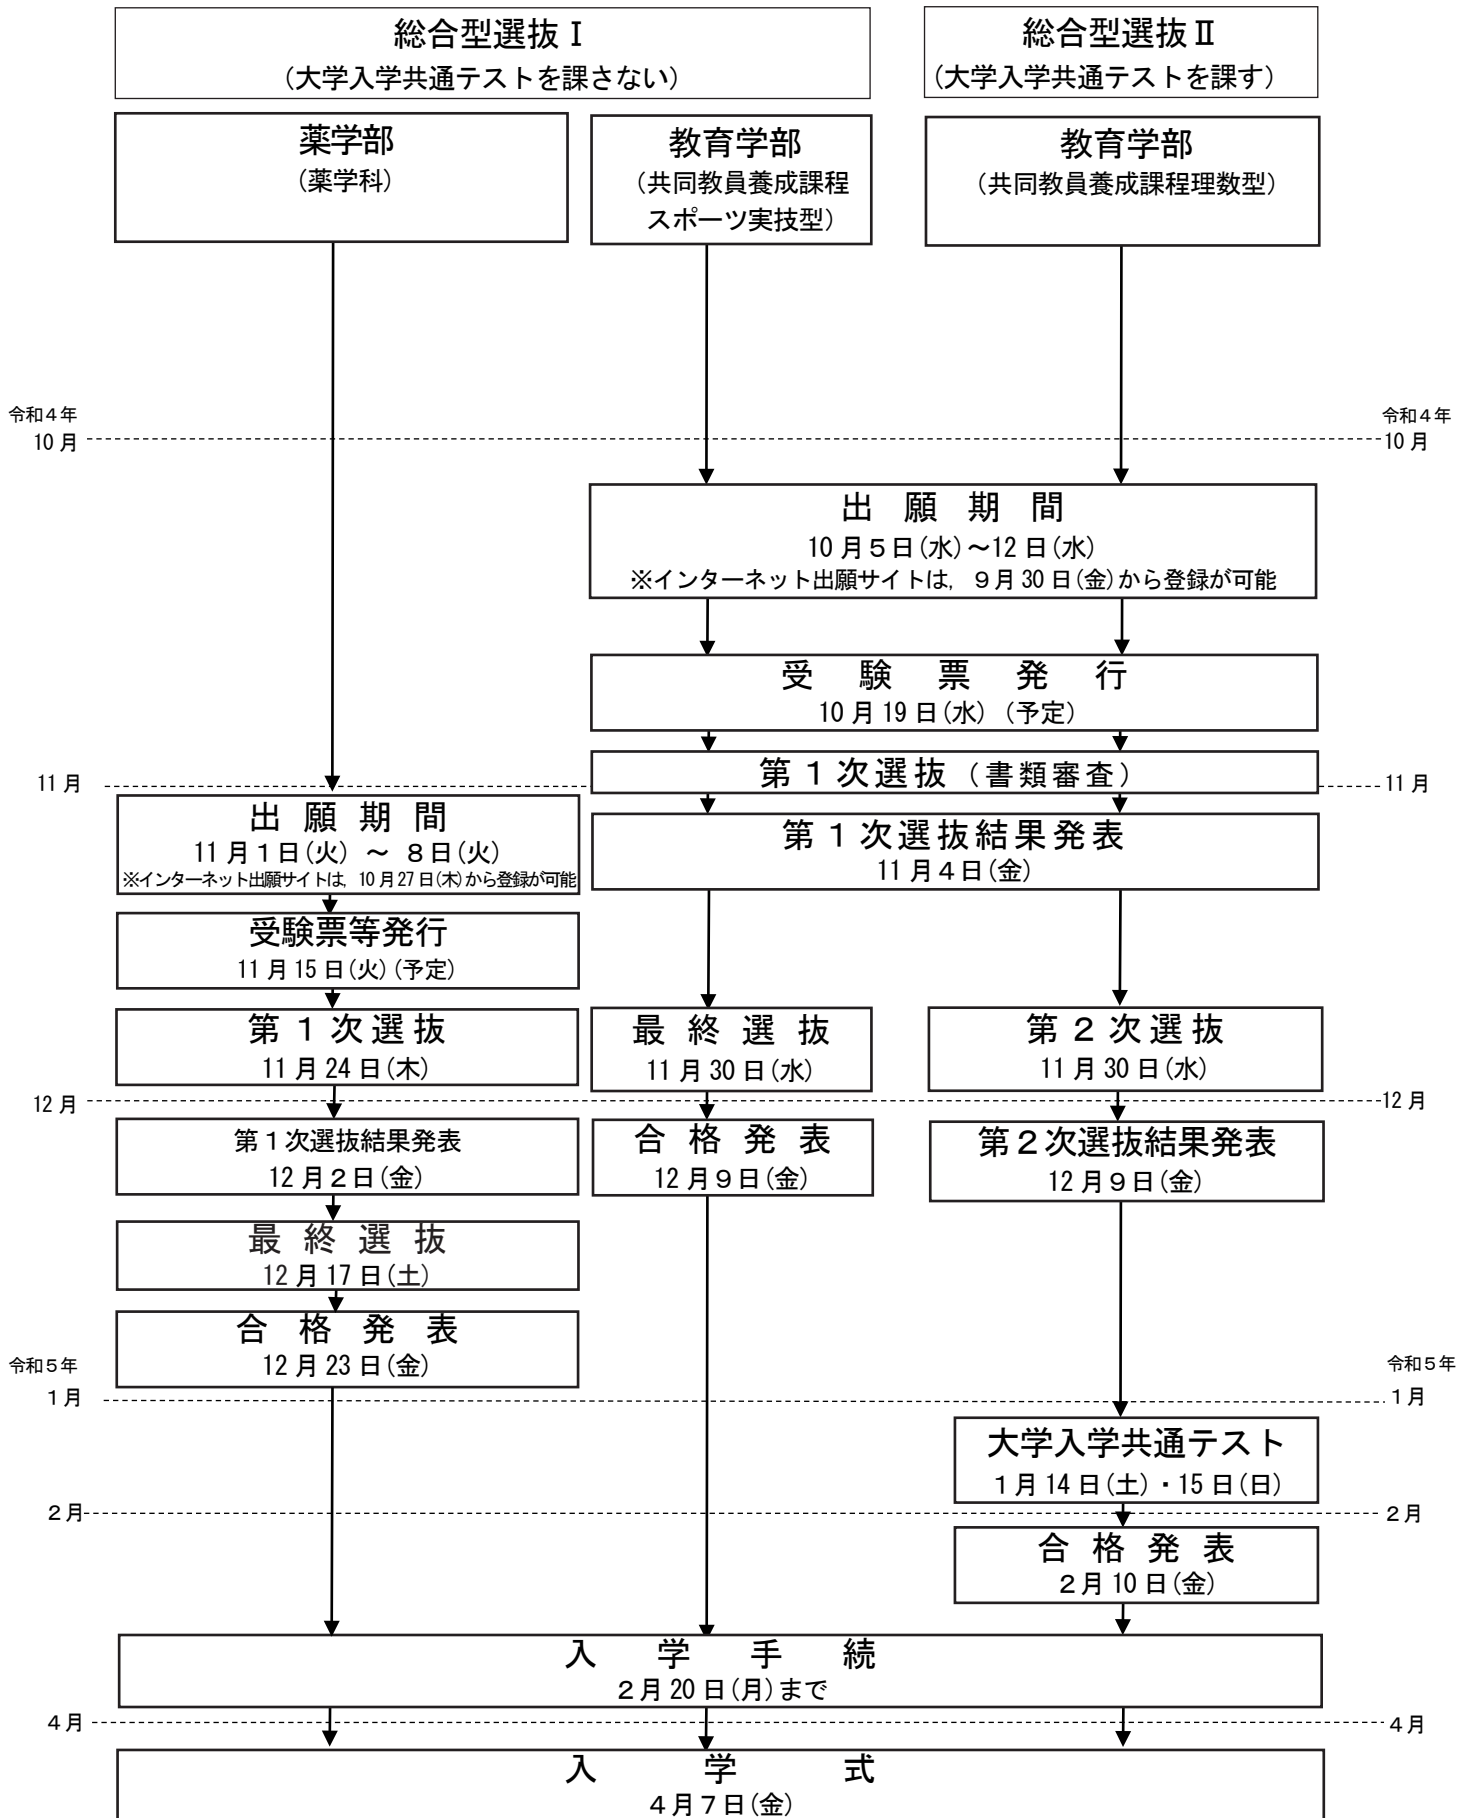 総合型選抜Ⅰ
（大学入学共通テストを課さない）
総合型選抜Ⅱ
（大学入学共通テストを課す）
薬学部
（薬学科）
教育学部
（共同教員養成課程
スポーツ実技型）
教育学部
（共同教員養成課程理数型）
令和４年
10月
令和４年
10月
出願期間
10月５日（水）～12日（水）
※インターネット出願サイトは，９月30日（金）から登録が可能
受験票発行
10月19日（水）（予定）
第１次選抜（書類審査）
11月
11月
出願期間
11月１日（火）～８日（火）
※インターネット出願サイトは，10月27日（木）から登録が可能
第１次選抜結果発表
11月４日（金）
受験票等発行
11月15日（火）（予定）
第１次選抜
11月24日（木）
最終選抜
11月30日（水）
第２次選抜
11月30日（水）
12月
12月
第１次選抜結果発表
12月２日（金）
合格発表
12月９日（金）
第２次選抜結果発表
12月９日（金）
最終選抜
12月17日（土）
合格発表
12月23日（金）
令和５年
１月
令和５年
１月
大学入学共通テスト
１月14日（土）・15日（日）
２月
２月
合格発表
２月10日（金）
入学手続
２月20日（月）まで
４月
４月
入学式
４月７日（金）